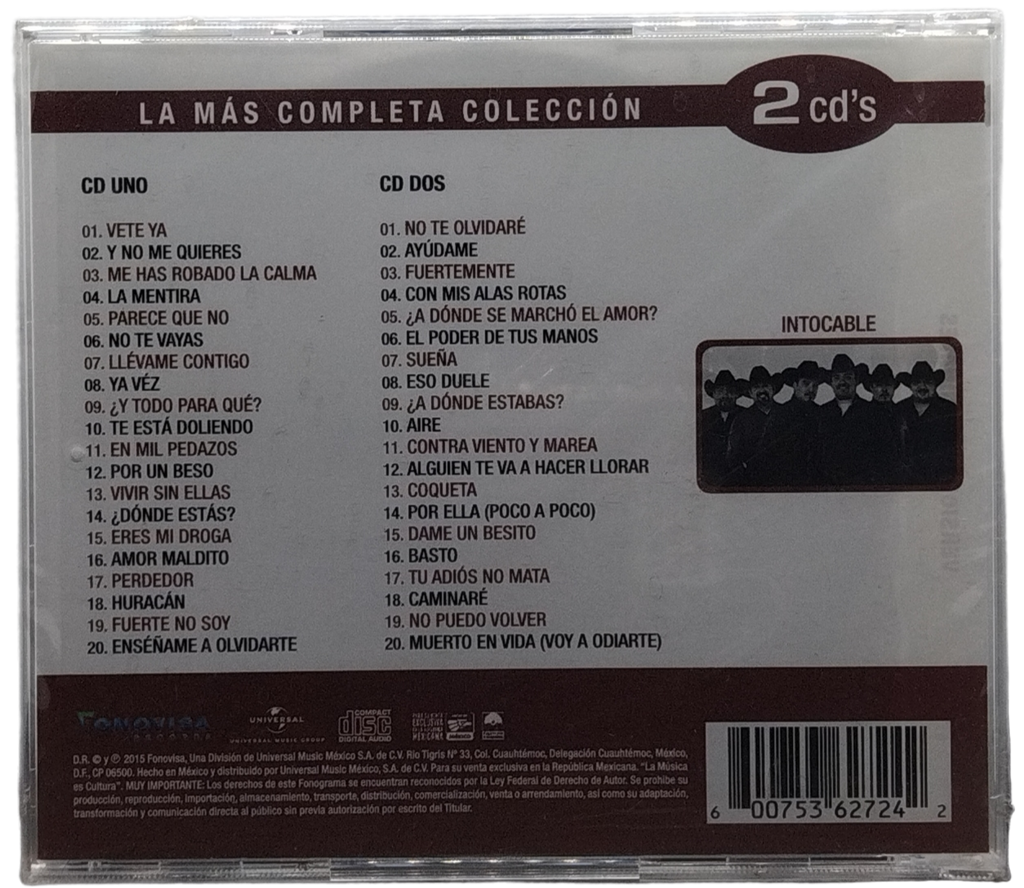 LA MÁS COMPLETA COLECCIÓN
2 cd's
CD UNO
01. VETE YA
02. Y NO ME QUIERES
03. ME HAS ROBADO LA CALMA
04. LA MENTIRA
05. PARECE QUE NO
06. NO TE VAYAS
07. LLÉVAME CONTIGO
08. YA VÉZ
09. ¿Y TODO PARA QUÉ?
10. TE ESTÁ DOLIENDO
11. EN MIL PEDAZOS
12. POR UN BESO
13. VIVIR SIN ELLAS
14. ¿DÓNDE ESTÁS?
15. ERES MI DROGA
16. AMOR MALDITO
17. PERDEDOR
18. HURACÁN
19. FUERTE NO SOY
20. ENSÉÑAME A OLVIDARTE
CD DOS
01. NO TE OLVIDARÉ
02. AYÚDAME
03. FUERTEMENTE
04. CON MIS ALAS ROTAS
05. ¿A DÓNDE SE MARCHÓ EL AMOR?
06. EL PODER DE TUS MANOS
07. SUEÑA
08. ESO DUELE
09. ¿A DÓNDE ESTABAS?
10. AIRE
11. CONTRA VIENTO Y MAREA
12. ALGUIEN TE VA A HACER LLORAR
13. COQUETA
14. POR ELLA (POCO A POCO)
15. DAME UN BESITO
16. BASTO
17. TU ADIÓS NO MATA
18. CAMINARÉ
19. NO PUEDO VOLVER
20. MUERTO EN VIDA (VOY A ODIARTE)
INTOCABLE
FONOVISA
RECORDS
UNIVERSAL
UNIVERSAL MUSIC GROUP
COMPACT
disc
DIGITAL AUDIO
D.R. © y ℗ 2015 Fonovisa, Una División de Universal Music México S.A. de C.V. Río Tigris Nº 33, Col. Cuauhtémoc, Delegación Cuauhtémoc, México,
D.F., CP 06500. Hecho en México y distribuido por Universal Music México, S.A. de C.V. Para su venta exclusiva en la República Mexicana. "La Música
es Cultura". MUY IMPORTANTE: Los derechos de este Fonograma se encuentran reconocidos por la Ley Federal de Derecho de Autor. Se prohibe su
producción, reproducción, importación, almacenamiento, transporte, distribución, comercialización, venta o arrendamiento, así como su adaptación,
transformación y comunicación directa al público sin previa autorización por escrito del Titular.
6 00753 62724 2